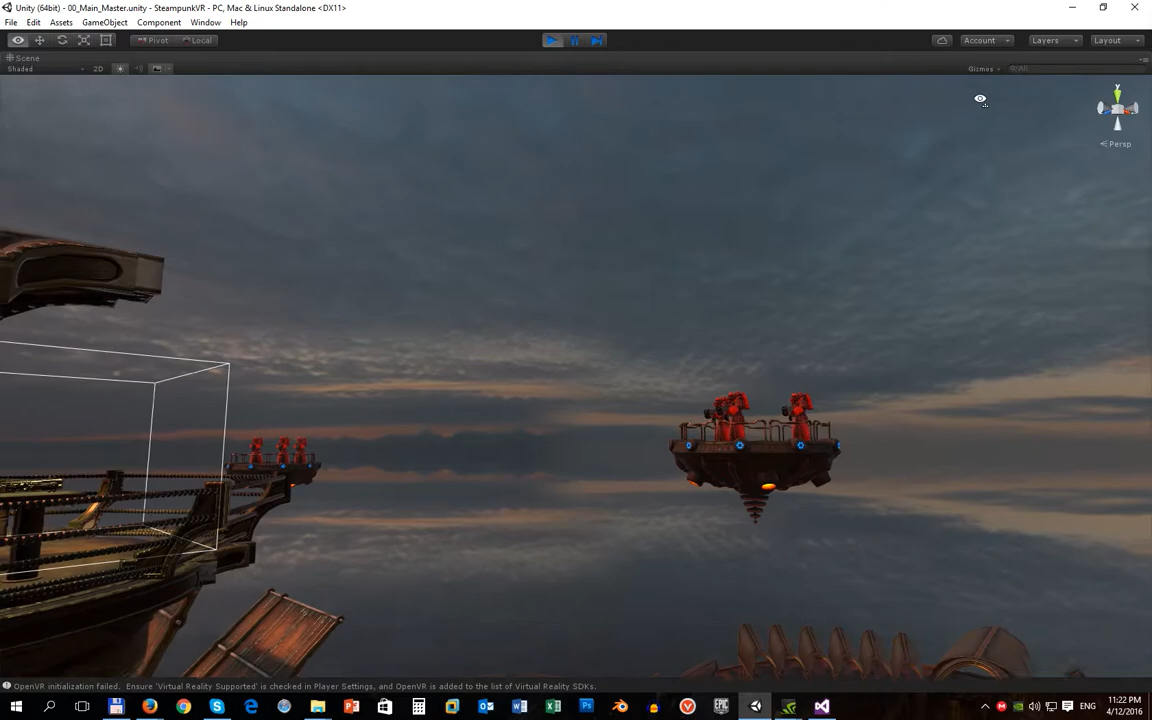 Unity (64bit) - 00_Main_Master.unity - SteampunkVR - PC, Mac & Linux Standalone <DX11>
File Edit Assets GameObject Component Window Help
Pivot Local Account Layers Layout
Scene
Shaded 2D Gizmos All
y
Persp
OpenVR initialization failed. Ensure 'Virtual Reality Supported' is checked in Player Settings, and OpenVR is added to the list of Virtual Reality SDKs.
ENG
11:22 PM
4/12/2016